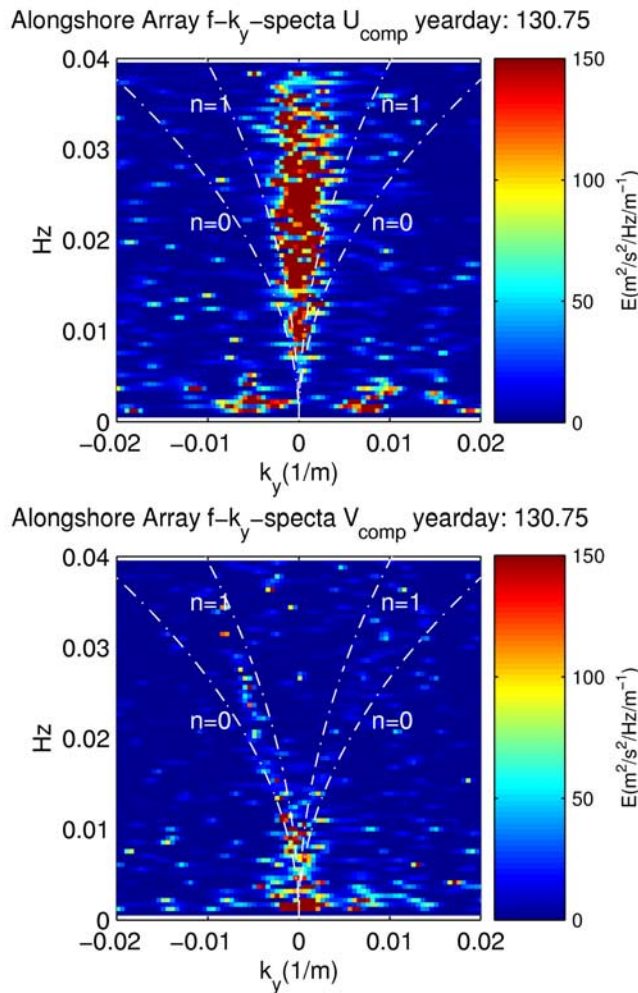 Alongshore Array f−k_y−specta U_comp yearday: 130.75
0.04
0.03
0.02
0.01
0
Hz
n=1
n=1
n=0
n=0
−0.02
−0.01
0
0.01
0.02
k_y(1/m)
150
100
50
0
E(m²/s²/Hz/m⁻¹)
Alongshore Array f−k_y−specta V_comp yearday: 130.75
0.04
0.03
0.02
0.01
0
Hz
n=1
n=1
n=0
n=0
−0.02
−0.01
0
0.01
0.02
k_y(1/m)
150
100
50
0
E(m²/s²/Hz/m⁻¹)